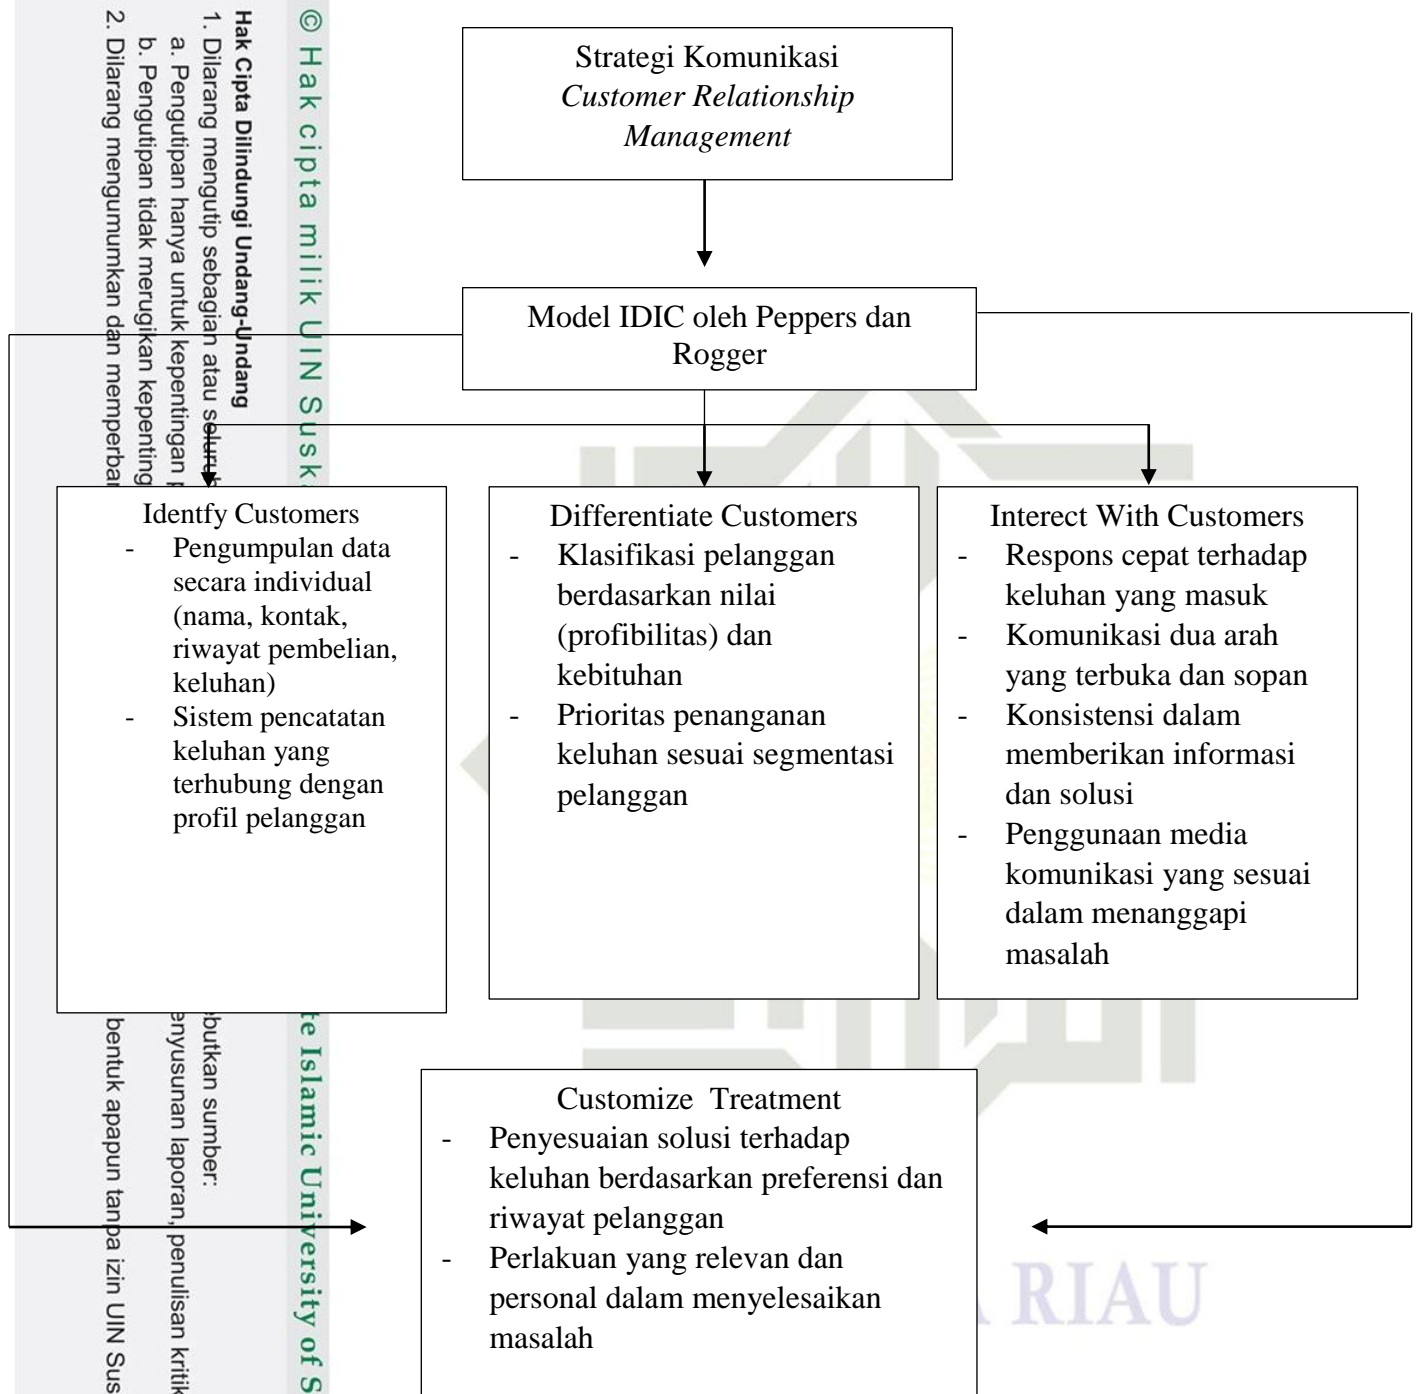 Strategi Komunikasi
Customer Relationship
Management
Model IDIC oleh Peppers dan
Rogger
Identfy Customers
- Pengumpulan data
secara individual
(nama, kontak,
riwayat pembelian,
keluhan)
- Sistem pencatatan
keluhan yang
terhubung dengan
profil pelanggan
Differentiate Customers
- Klasifikasi pelanggan
berdasarkan nilai
(profibilitas) dan
kebituhan
- Prioritas penanganan
keluhan sesuai segmentasi
pelanggan
Interect With Customers
- Respons cepat terhadap
keluhan yang masuk
- Komunikasi dua arah
yang terbuka dan sopan
- Konsistensi dalam
memberikan informasi
dan solusi
- Penggunaan media
komunikasi yang sesuai
dalam menanggapi
masalah
Customize Treatment
- Penyesuaian solusi terhadap
keluhan berdasarkan preferensi dan
riwayat pelanggan
- Perlakuan yang relevan dan
personal dalam menyelesaikan
masalah
© Hak cipta milik UIN Suska
Islamic University of S
Hak Cipta Dilindungi Undang-Undang
1. Dilarang mengutip sebagian atau
sumber:
a. Pengutipan hanya untuk kepentingan
laporan, penulisan kritik
b. Pengutipan tidak merugikan
2. Dilarang mengumumkan dan
bentuk apapun tanpa izin UIN Sus
RIAU